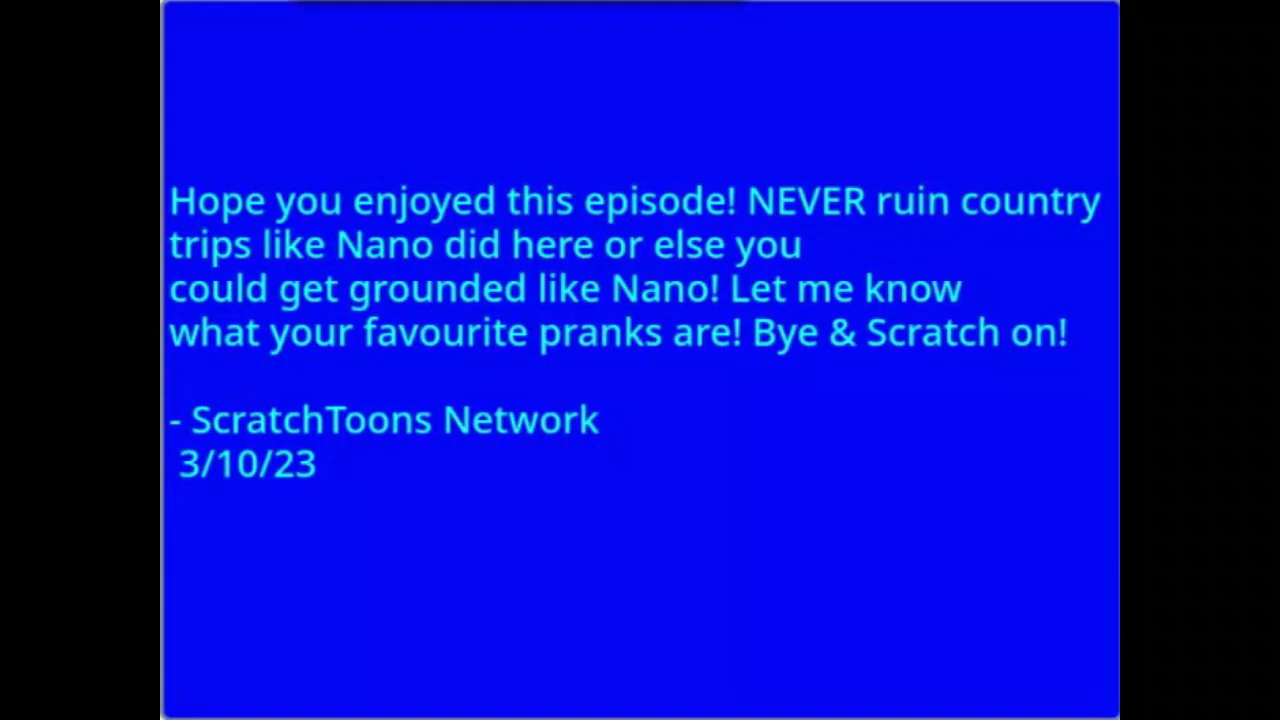 Hope you enjoyed this episode! NEVER ruin country
trips like Nano did here or else you
could get grounded like Nano! Let me know
what your favourite pranks are! Bye & Scratch on!
- ScratchToons Network
3/10/23